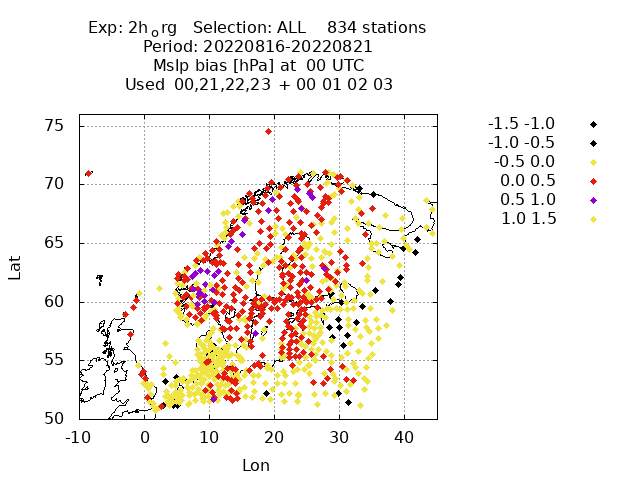 Exp: 2horg   Selection: ALL    834 stations
Period: 20220816-20220821
Mslp bias [hPa] at  00 UTC
Used  00,21,22,23  + 00 01 02 03
-1.5 -1.0
-1.0 -0.5
-0.5 0.0
0.0 0.5
0.5 1.0
1.0 1.5
75
70
65
60
55
50
Lat
-10 0 10 20 30 40
Lon